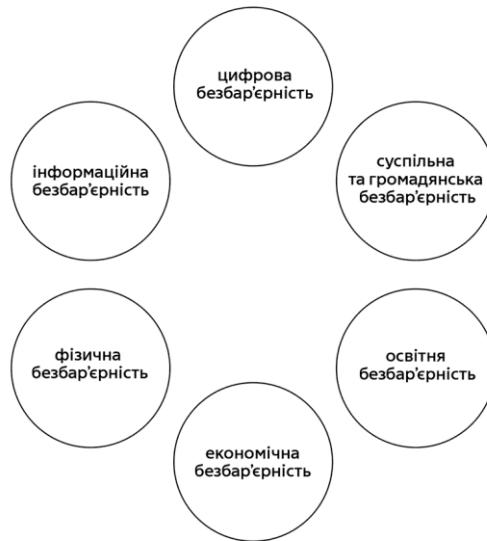 цифрова
безбар'єрність
інформаційна
безбар'єрність
суспільна
та громадянська
безбар'єрність
фізична
безбар'єрність
освітня
безбар'єрність
економічна
безбар'єрність